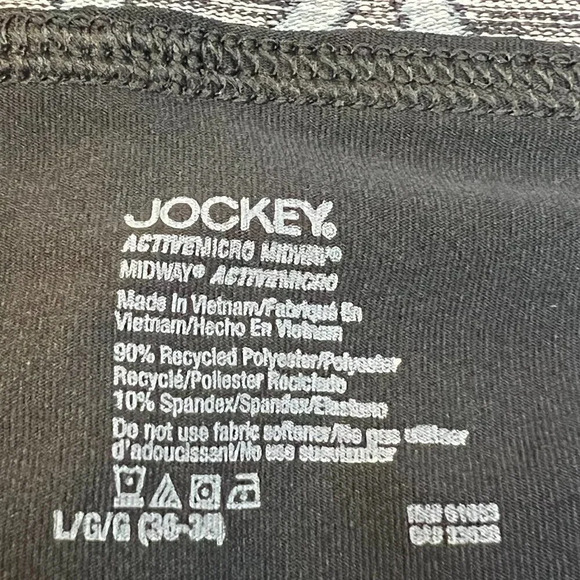 JOCKEY®
ACTIVEMICRO MIDWAY®
MIDWAY® ACTIVEMICRO
Made In Vietnam/Fabriqué En
Vietnam/Hecho En Vietnam
90% Recycled Polyester/Polyester
Recyclé/Poliester Reciclado
10% Spandex/Spandex/Elastano
Do not use fabric softener/Ne pas utiliser
d'adoucissant/No use suavizador
L/G/G (36-38)